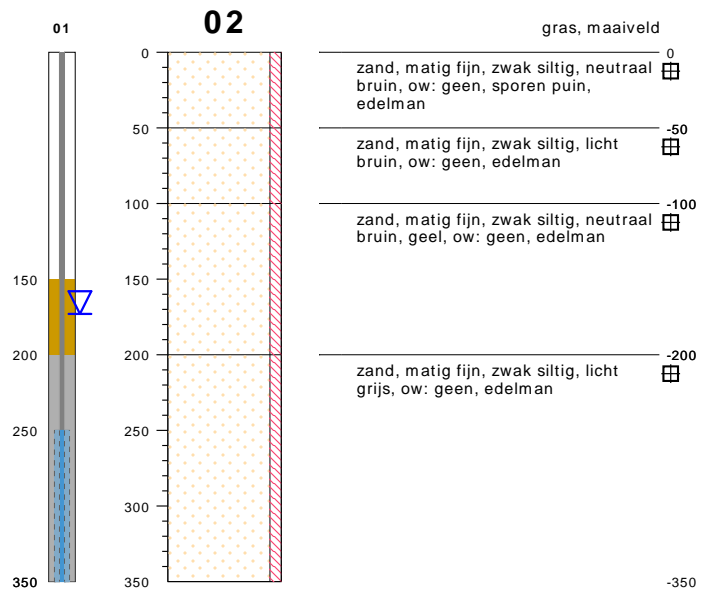 01
02
gras, maaiveld
0
0
zand, matig fijn, zwak siltig, neutraal
bruin, ow: geen, sporen puin,
edelman
50
-50
zand, matig fijn, zwak siltig, licht
bruin, ow: geen, edelman
100
-100
zand, matig fijn, zwak siltig, neutraal
bruin, geel, ow: geen, edelman
150
150
200
200
-200
zand, matig fijn, zwak siltig, licht
grijs, ow: geen, edelman
250
250
300
350
350
-350